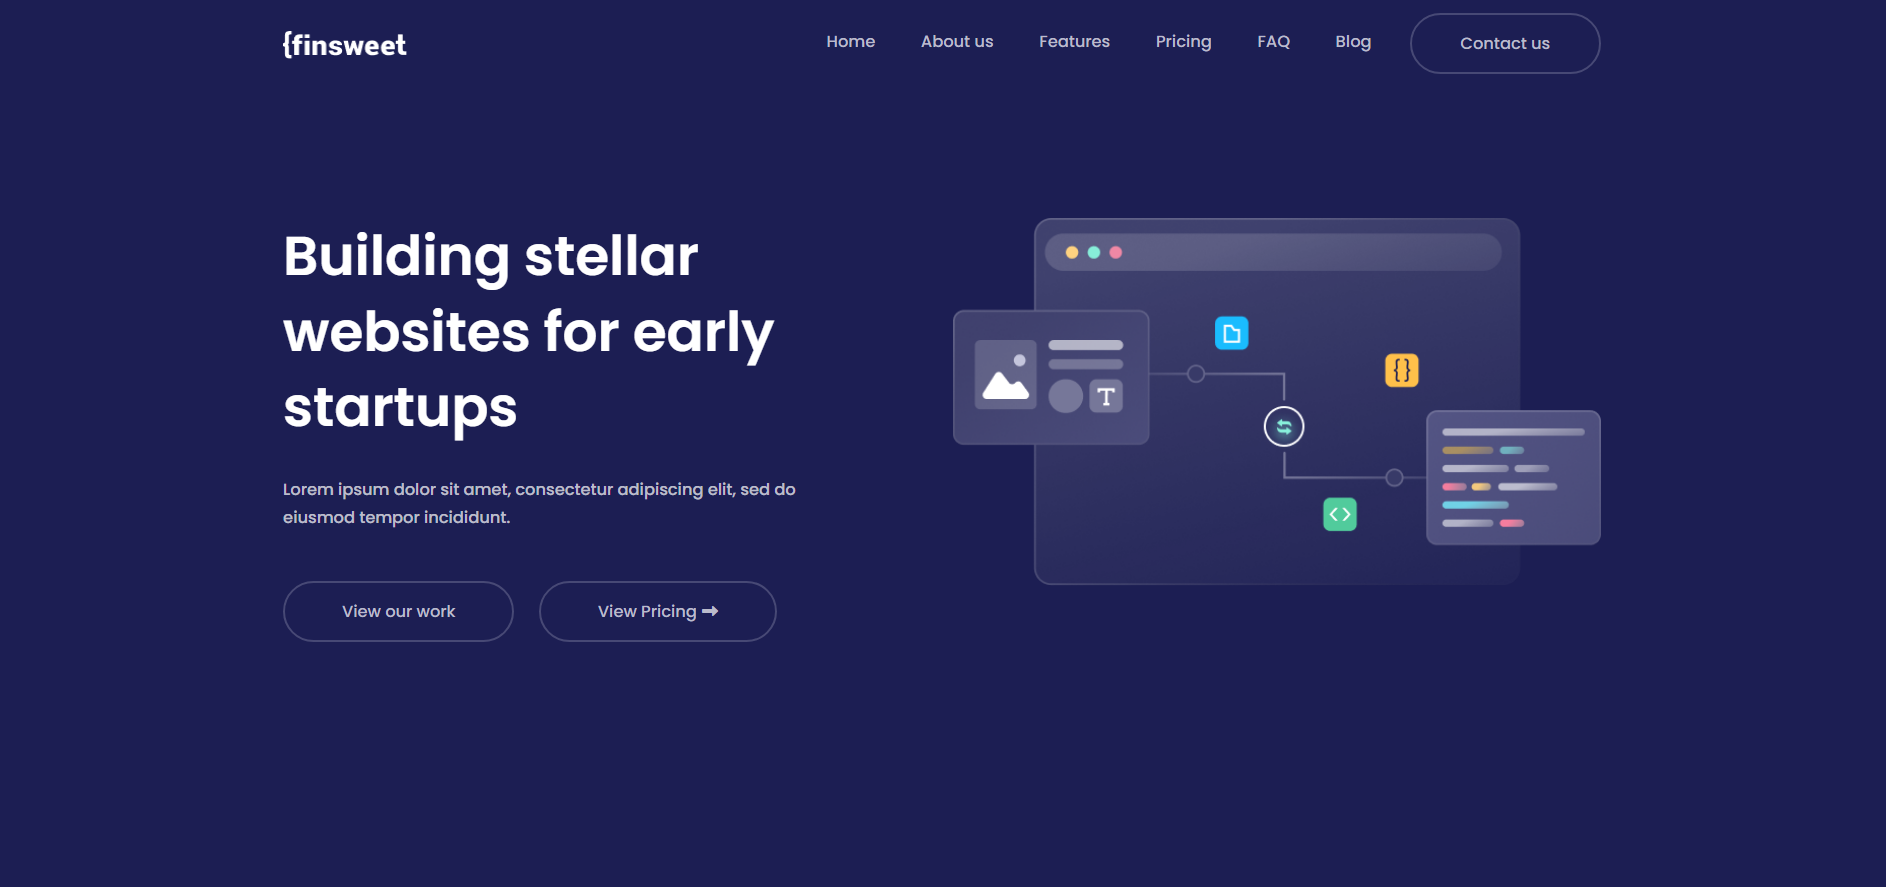 {finsweet
Home About us Features Pricing FAQ Blog Contact us
Building stellar
websites for early
startups
Lorem ipsum dolor sit amet, consectetur adipiscing elit, sed do
eiusmod tempor incididunt.
View our work View Pricing
T
{}
<>